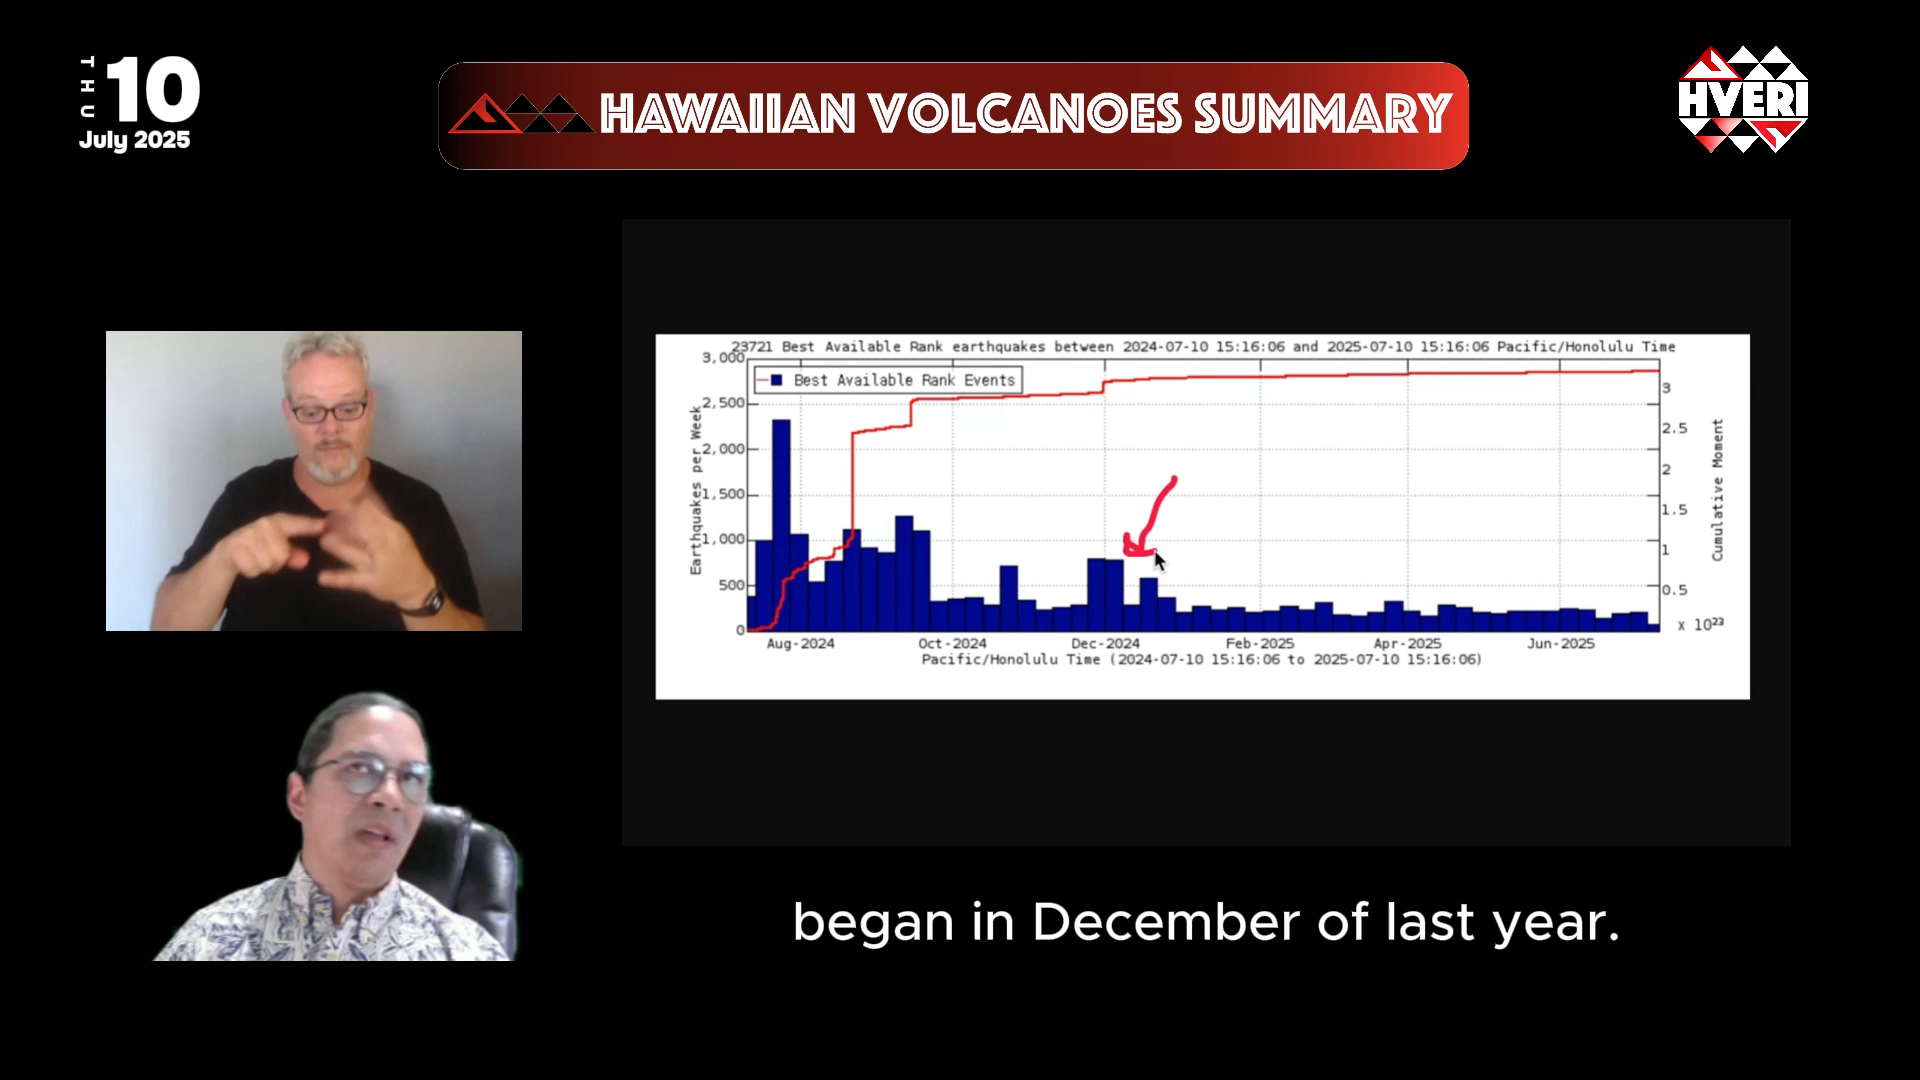 THU
10
July 2025
HAWAIIAN VOLCANOES SUMMARY
HVERI
23721 Best Available Rank earthquakes between 2024-07-10 15:16:06 and 2025-07-10 15:16:06 Pacific/Honolulu Time
Best Available Rank Events
Earthquakes per Week
3,000
2,500
2,000
1,500
1,000
500
0
3
2.5
2
1.5
1
0.5
x 10²³
Cumulative Moment
Aug-2024 Oct-2024 Dec-2024 Feb-2025 Apr-2025 Jun-2025
Pacific/Honolulu Time (2024-07-10 15:16:06 to 2025-07-10 15:16:06)
began in December of last year.